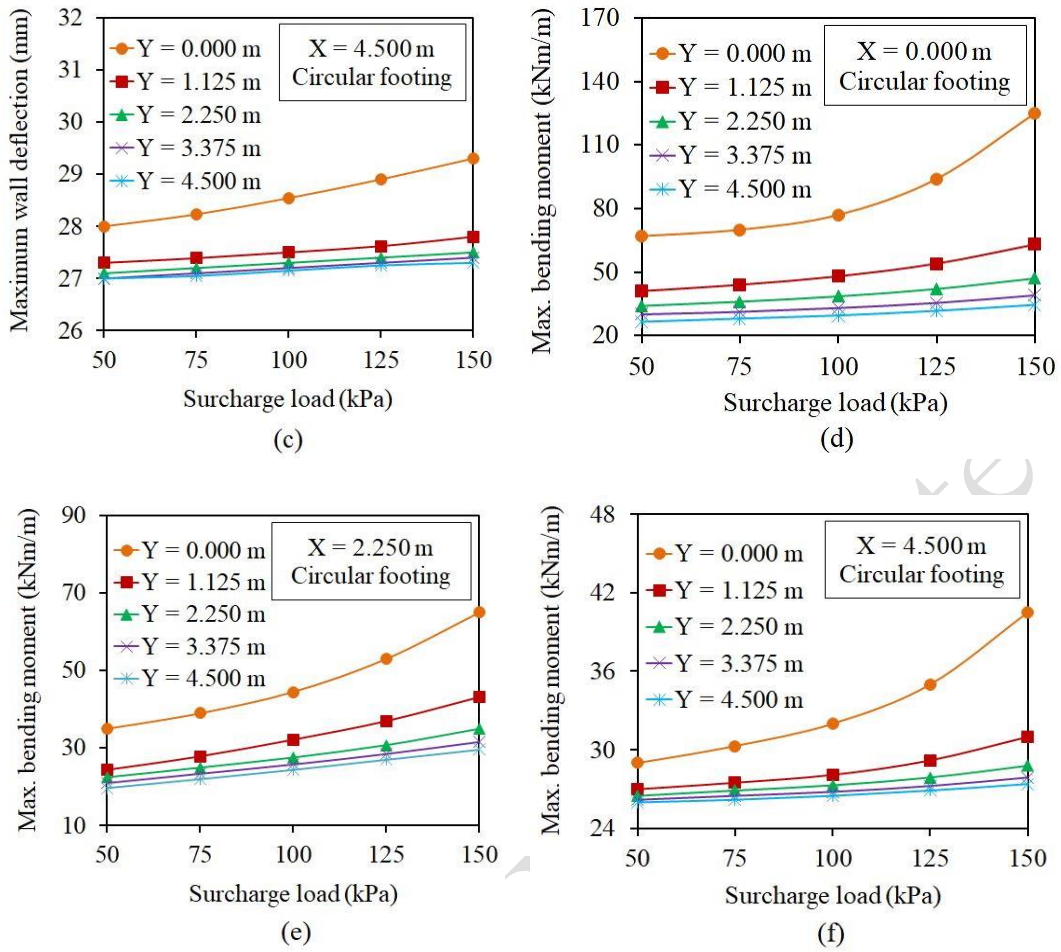 Maximum wall deflection (mm)
32
31
30
29
28
27
26
Y = 0.000 m
Y = 1.125 m
Y = 2.250 m
Y = 3.375 m
Y = 4.500 m
X = 4.500 m
Circular footing
50 75 100 125 150
Surcharge load (kPa)
(c)
Max. bending moment (kNm/m)
170
140
110
80
50
20
Y = 0.000 m
Y = 1.125 m
Y = 2.250 m
Y = 3.375 m
Y = 4.500 m
X = 0.000 m
Circular footing
50 75 100 125 150
Surcharge load (kPa)
(d)
Max. bending moment (kNm/m)
90
70
50
30
10
Y = 0.000 m
Y = 1.125 m
Y = 2.250 m
Y = 3.375 m
Y = 4.500 m
X = 2.250 m
Circular footing
50 75 100 125 150
Surcharge load (kPa)
(e)
Max. bending moment (kNm/m)
48
42
36
30
24
Y = 0.000 m
Y = 1.125 m
Y = 2.250 m
Y = 3.375 m
Y = 4.500 m
X = 4.500 m
Circular footing
50 75 100 125 150
Surcharge load (kPa)
(f)